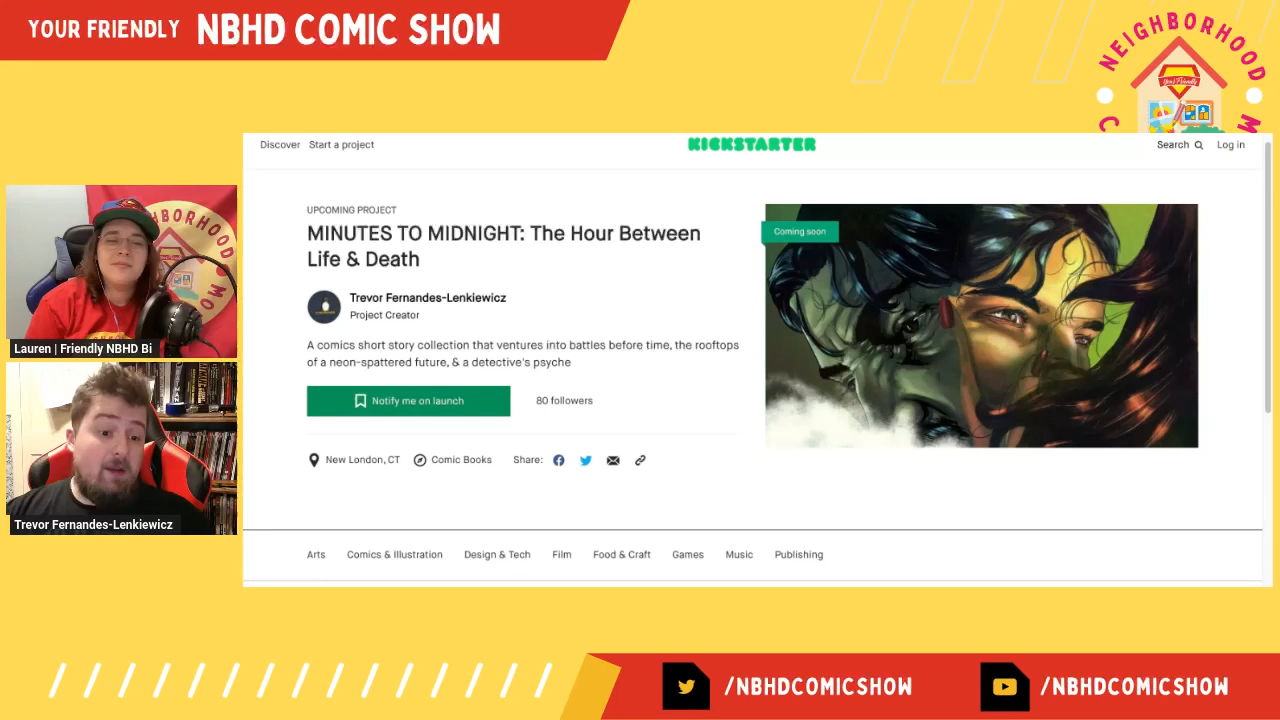 YOUR FRIENDLY NBHD COMIC SHOW
NEIGHBORHOOD
Your Friendly
C
M
Discover Start a project
KICKSTARTER
Search Log in
UPCOMING PROJECT
MINUTES TO MIDNIGHT: The Hour Between
Life & Death
Coming soon
Trevor Fernandes-Lenkiewicz
Project Creator
A comics short story collection that ventures into battles before time, the rooftops
of a neon-spattered future, & a detective's psyche
Notify me on launch
80 followers
New London, CT Comic Books Share:
Arts Comics & Illustration Design & Tech Film Food & Craft Games Music Publishing
HBORHOOD
MO
Lauren | Friendly NBHD Bi
Trevor Fernandes-Lenkiewicz
/NBHDCOMICSHOW
/NBHDCOMICSHOW